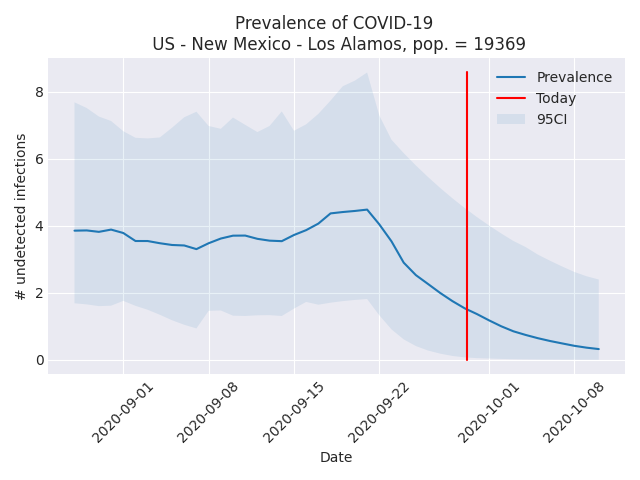 Prevalence of COVID-19
US - New Mexico - Los Alamos, pop. = 19369
Prevalence
Today
95CI
# undetected infections
8
6
4
2
0
2020-09-01
2020-09-08
2020-09-15
2020-09-22
2020-10-01
2020-10-08
Date